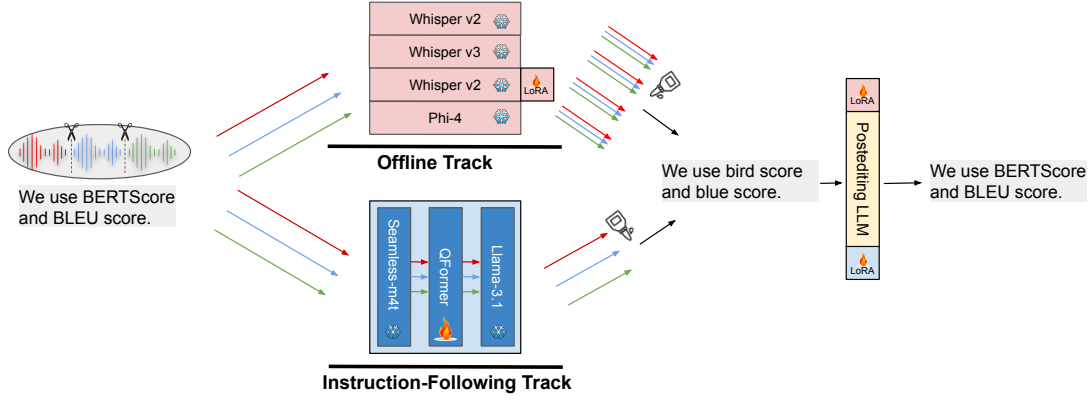 Whisper v2
Whisper v3
Whisper v2
LoRA
Phi-4
Offline Track
We use BERTScore
and BLEU score.
Seamless-m4t
QFormer
Llama-3.1
Instruction-Following Track
We use bird score
and blue score.
LoRA
Postediting LLM
LoRA
We use BERTScore
and BLEU score.